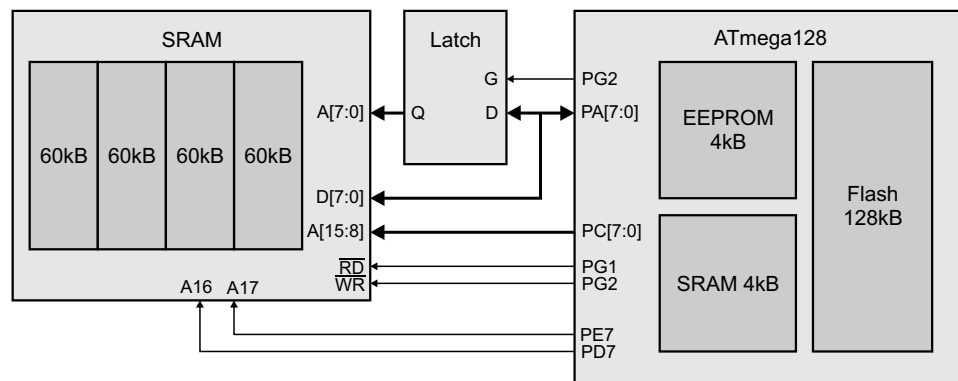 SRAM
Latch
ATmega128
60kB 60kB 60kB 60kB
A[7:0]
D[7:0]
A[15:8]
RD
WR
A16 A17
G
Q D
PG2
PA[7:0]
PC[7:0]
PG1
PG2
PE7
PD7
EEPROM
4kB
SRAM 4kB
Flash
128kB